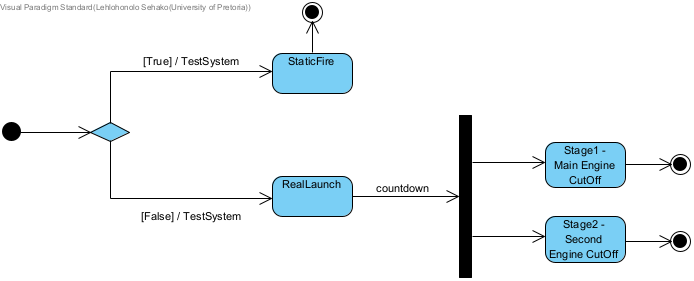 Visual Paradigm Standard(Lehlohonolo Sehako(University of Pretoria))
[True] / TestSystem
StaticFire
[False] / TestSystem
RealLaunch
countdown
Stage1 -
Main Engine
CutOff
Stage2 -
Second
Engine CutOff